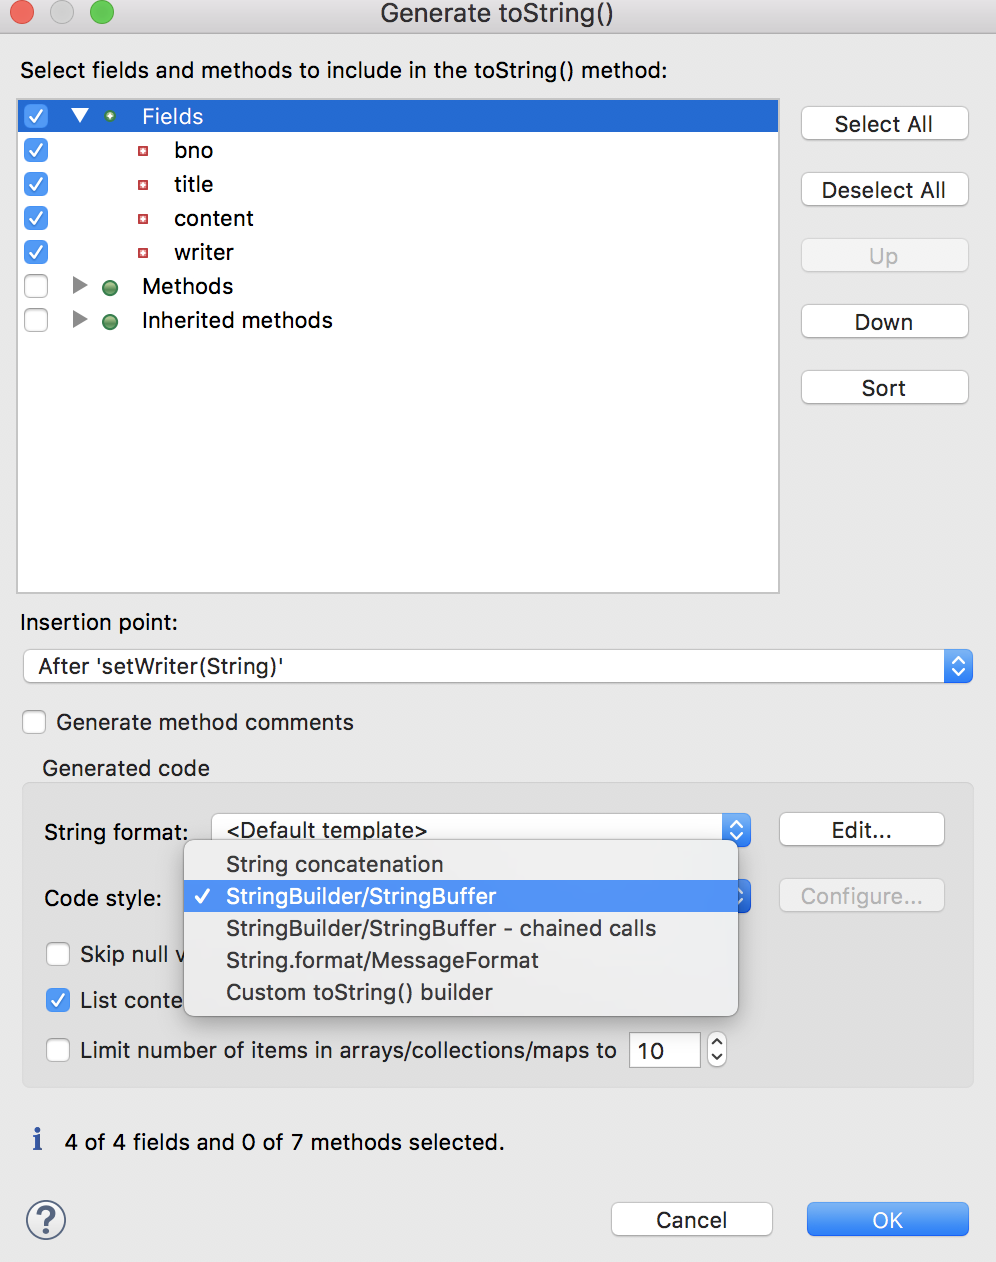 Generate toString()
Select fields and methods to include in the toString() method:
Fields
bno
title
content
writer
Methods
Inherited methods
Select All
Deselect All
Up
Down
Sort
Insertion point:
After 'setWriter(String)'
Generate method comments
Generated code
String format: <Default template> Edit...
String concatenation
Code style: StringBuilder/StringBuffer Configure...
StringBuilder/StringBuffer - chained calls
Skip null
String.format/MessageFormat
Custom toString() builder
List
Limit number of items in arrays/collections/maps to 10
4 of 4 fields and 0 of 7 methods selected.
? Cancel OK